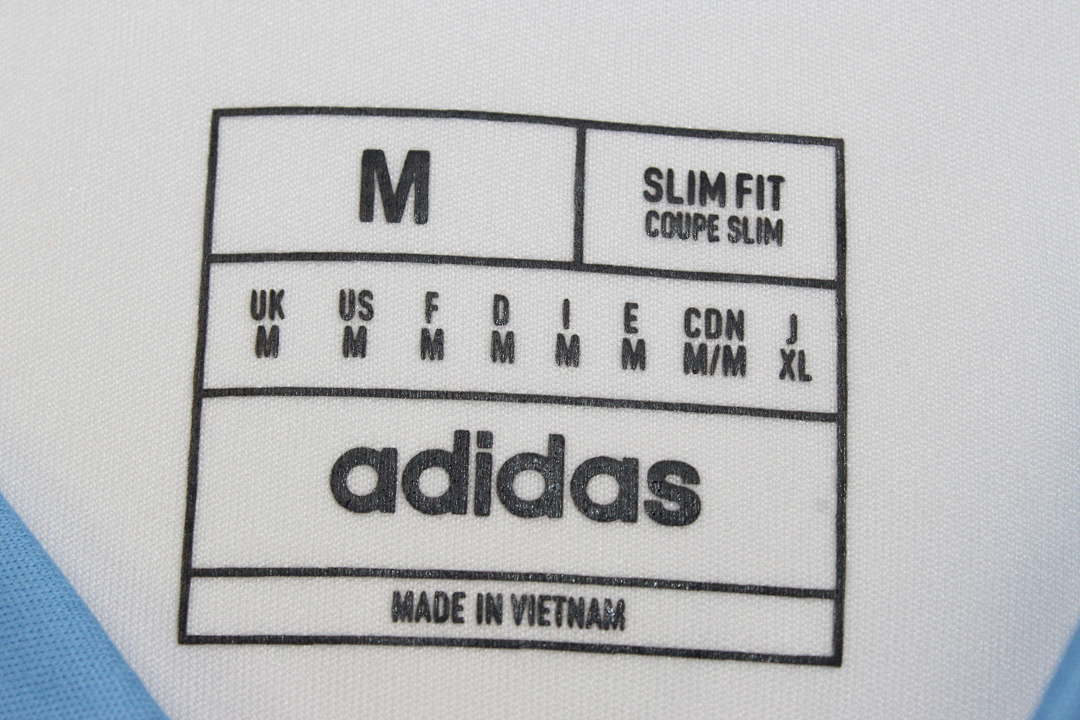 M
SLIM FIT
COUPE SLIM
UK US F D I E CDN J
M M M M M M M/M XL
adidas
MADE IN VIETNAM